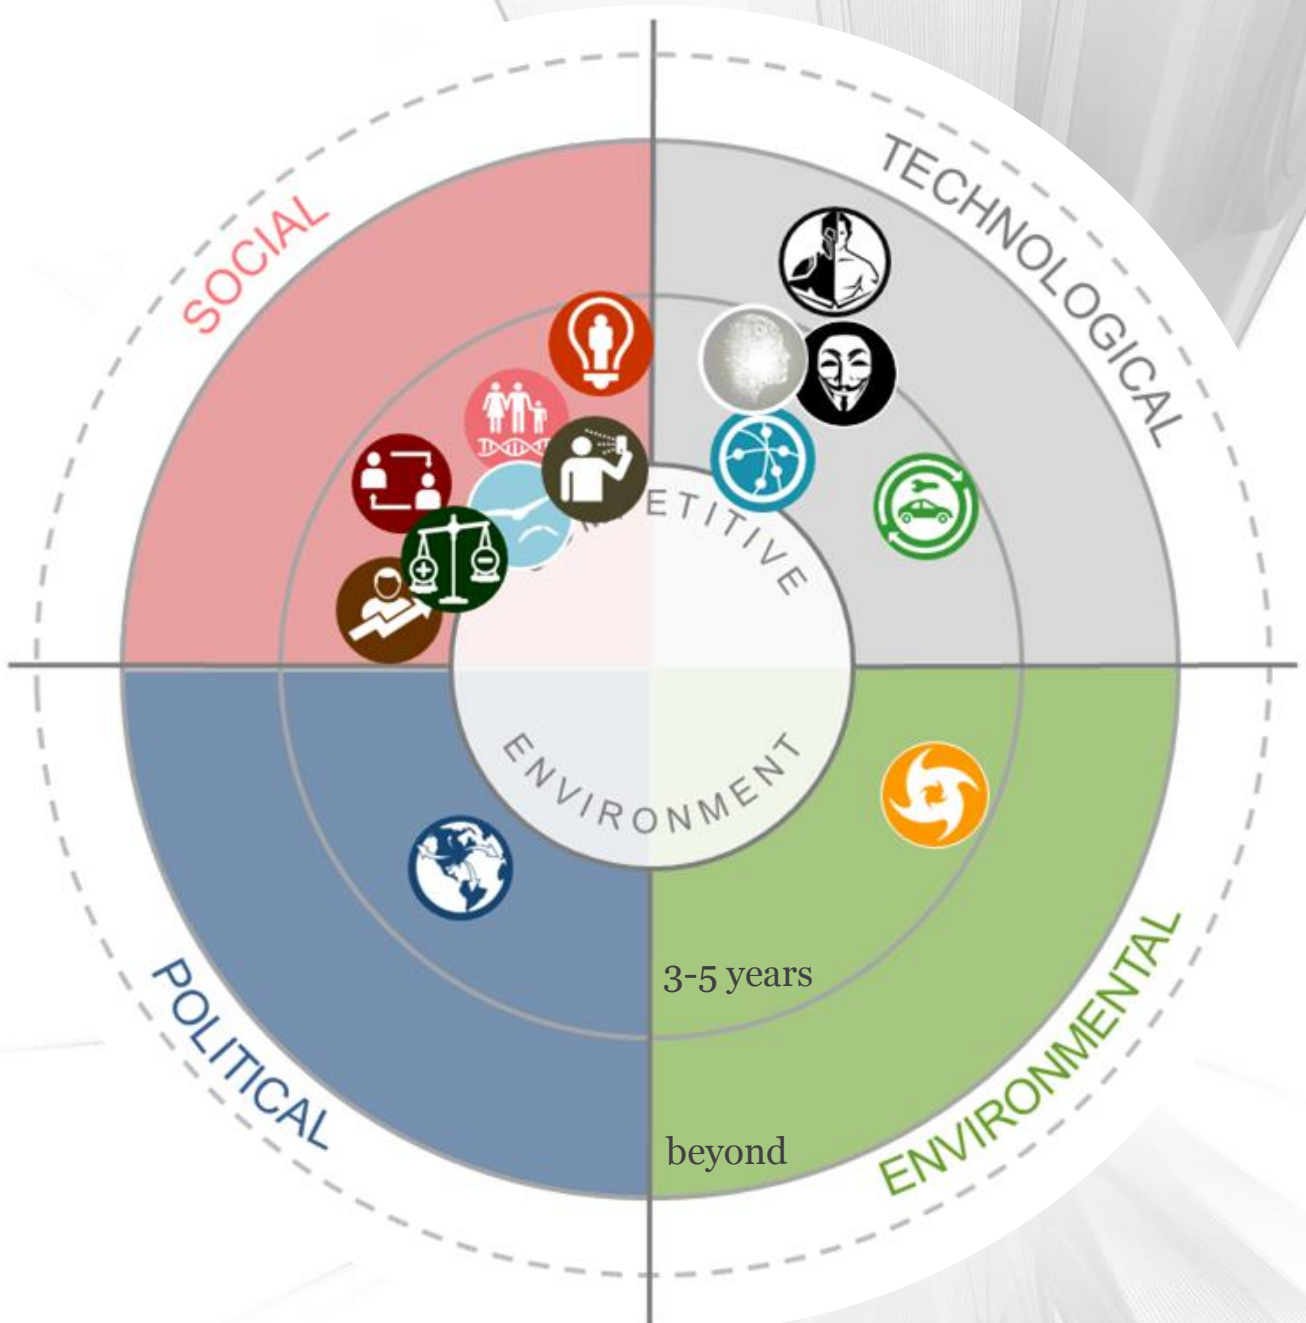 SOCIAL
TECHNOLOGICAL
ETITIVE
ENVIRONMENT
3-5 years
beyond
POLITICAL
ENVIRONMENTAL